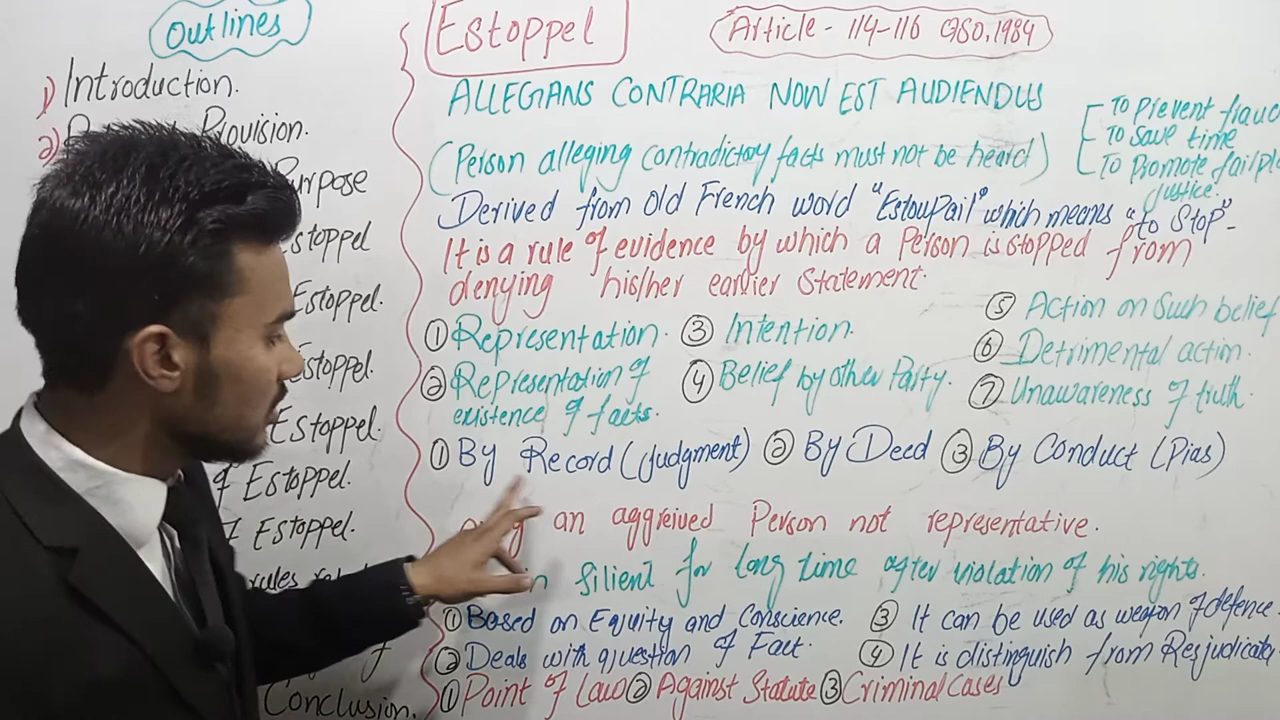 Outlines
1) Introduction.
2) Provision.
urpose
stoppel
Estoppel.
Estoppel.
Estoppel.
of Estoppel.
Estoppel.
rules
Conclusion.
Estoppel
Article - 114-116 QSO, 1984
ALLEGANS CONTRARIA NOW EST AUDIENDUS
(Person alleging contradictory facts must not be heard)
To Prevent frauc
To save time
To Promote fairpl
justice.
Derived from old French word "Estoupail" which means "to Stop"-
It is a rule of evidence by which a Person is stopped from
denying his/her earlier Statement.
① Representation. ③ Intention. ⑤ Action on Such belief
② Representation of existence of facts. ④ Belief by other Party. ⑥ Detrimental action.
⑦ Unawareness of truth.
① By Record (Judgment) ② By Deed ③ By Conduct (Pias)
an aggreived Person not representative.
in Silient for long time after violation of his rights.
① Based on Equity and Conscience. ③ It can be used as weapon of defence.
② Deals with question of Fact. ④ It is distinguish from Resjudicata
① Point of Law ② Against Statute ③ Criminal Cases